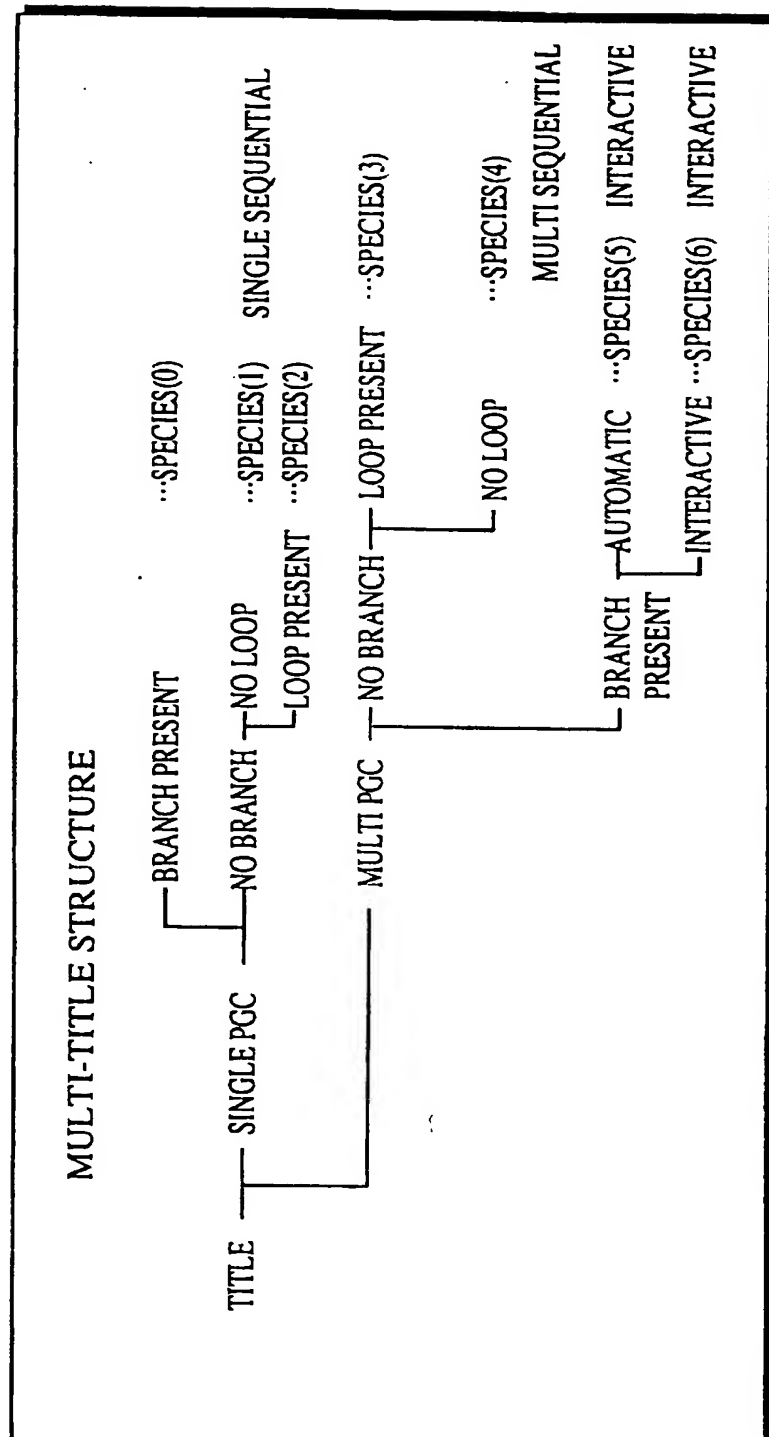 MULTI-TITLE STRUCTURE
BRANCH PRESENT ...SPECIES(0)
TITLE SINGLE PGC NO BRANCH NO LOOP ...SPECIES(1) SINGLE SEQUENTIAL
LOOP PRESENT ...SPECIES(2)
MULTI PGC NO BRANCH LOOP PRESENT ...SPECIES(3)
NO LOOP ...SPECIES(4)
MULTI SEQUENTIAL
BRANCH AUTOMATIC ...SPECIES(5) INTERACTIVE
PRESENT
INTERACTIVE ...SPECIES(6) INTERACTIVE